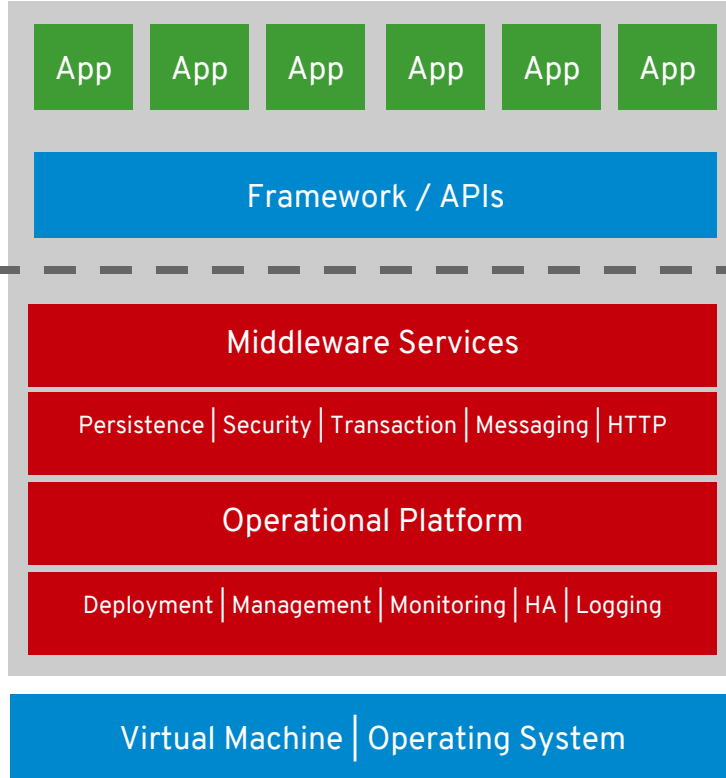 App App App App App App
Framework / APIs
Middleware Services
Persistence | Security | Transaction | Messaging | HTTP
Operational Platform
Deployment | Management | Monitoring | HA | Logging
Virtual Machine | Operating System